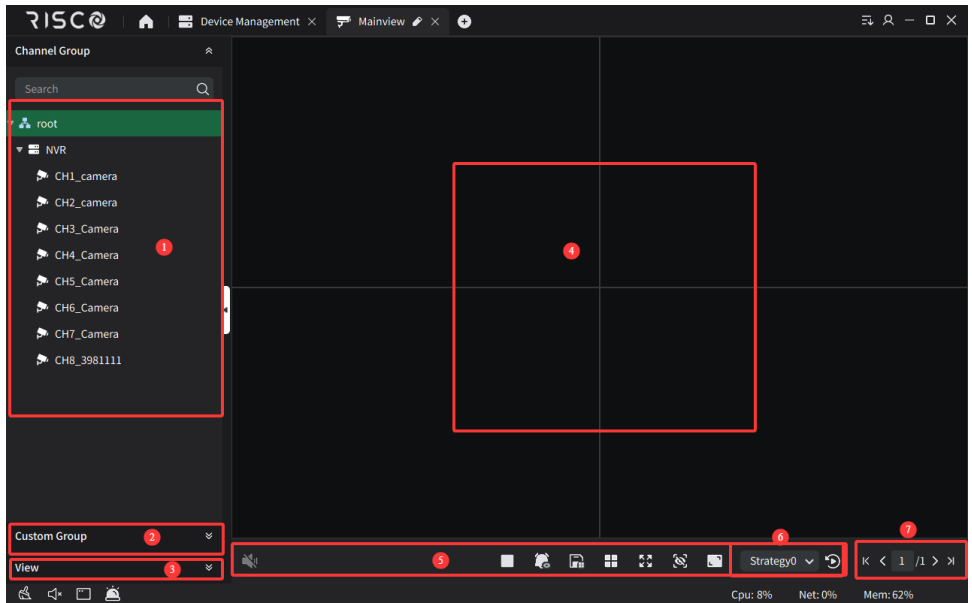 RISCO
Device Management
Mainview
Channel Group
Search
root
NVR
CH1_camera
CH2_camera
CH3_Camera
CH4_Camera
CH5_Camera
CH6_Camera
CH7_Camera
CH8_3981111
1
4
Custom Group
2
View
3
5
6
Strategy0
7
1 /1
Cpu: 8% Net: 0% Mem: 62%